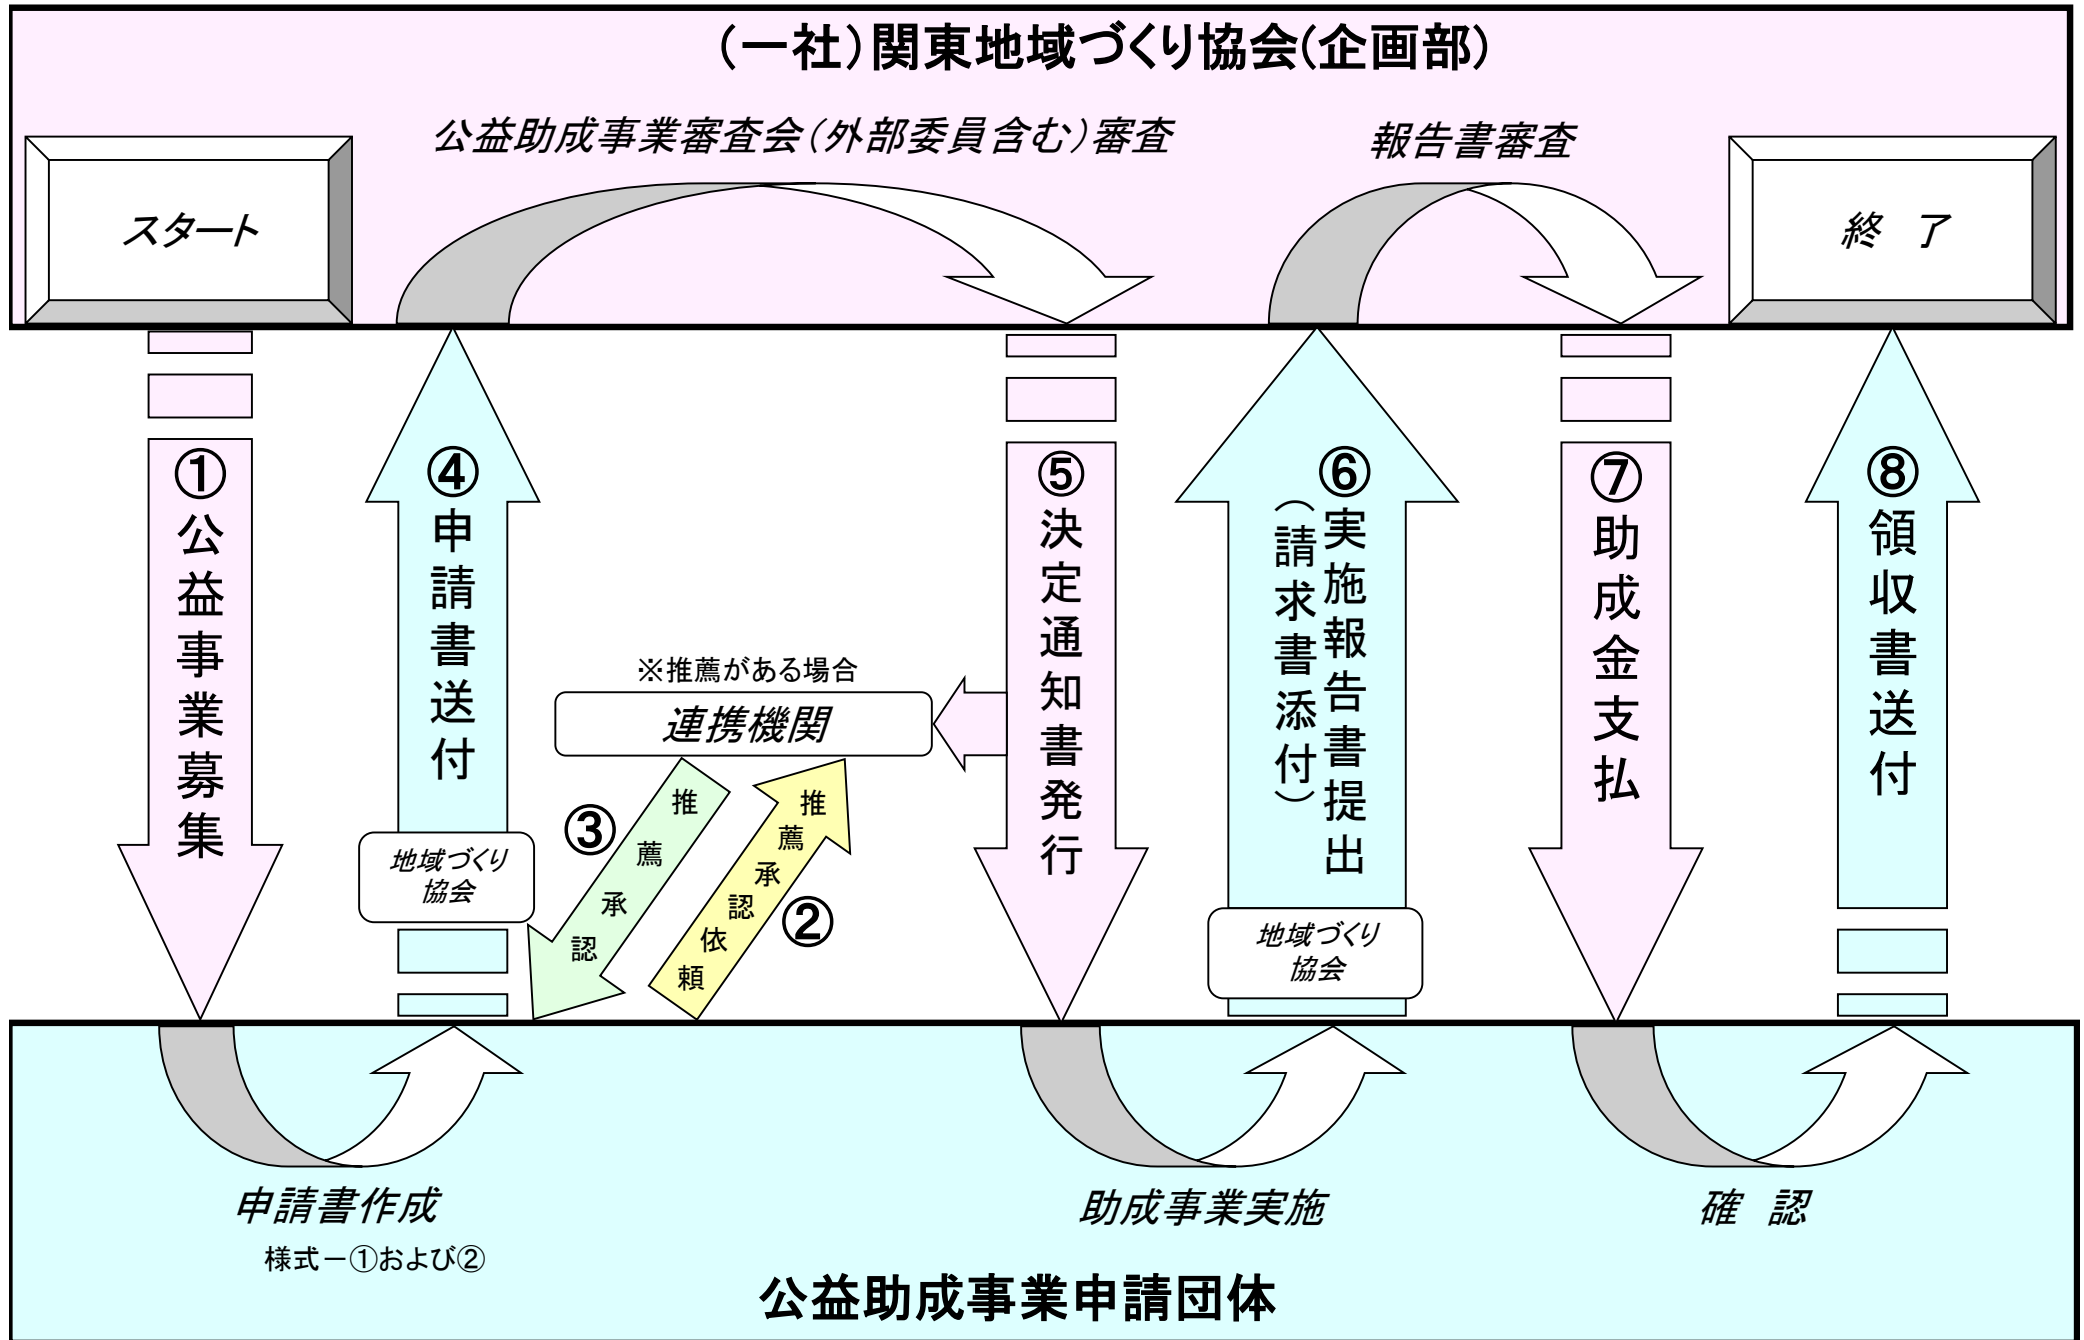 （一社）関東地域づくり協会(企画部)
公益助成事業審査会（外部委員含む）審査
報告書審査
スタート
終　了
①公益事業募集
④申請書送付
⑤決定通知書発行
⑥実施報告書提出
（請求書添付）
⑦助成金支払
⑧領収書送付
※推薦がある場合
連携機関
③
推薦承認
推薦承認依頼
②
地域づくり
協会
地域づくり
協会
申請書作成
様式－①および②
助成事業実施
確　認
公益助成事業申請団体